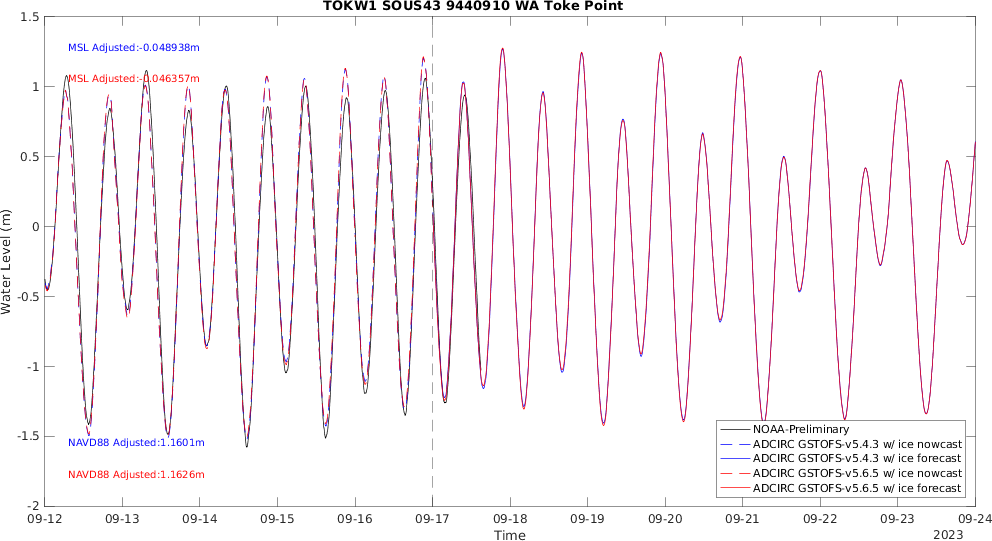 TOKW1 SOUS43 9440910 WA Toke Point
1.5
1
0.5
0
-0.5
-1
-1.5
-2
Water Level (m)
MSL Adjusted:-0.048938m
MSL Adjusted:-0.046357m
NAVD88 Adjusted:1.1601m
NAVD88 Adjusted:1.1626m
NOAA-Preliminary
ADCIRC GSTOFS-v5.4.3 w/ ice nowcast
ADCIRC GSTOFS-v5.4.3 w/ ice forecast
ADCIRC GSTOFS-v5.6.5 w/ ice nowcast
ADCIRC GSTOFS-v5.6.5 w/ ice forecast
09-12 09-13 09-14 09-15 09-16 09-17 09-18 09-19 09-20 09-21 09-22 09-23 09-24
Time
2023